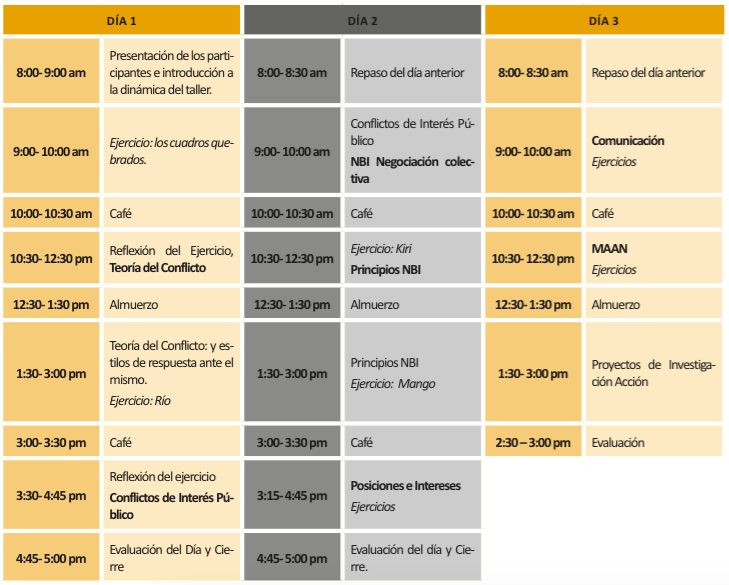 DÍA 1
DÍA 2
DÍA 3
8:00- 9:00 am
Presentación de los parti-
cipantes e introducción a
la dinámica del taller.
8:00- 8:30 am
Repaso del día anterior
8:00- 8:30 am
Repaso del día anterior
9:00- 10:00 am
Ejercicio: los cuadros que-
brados.
9:00- 10:00 am
Conflictos de Interés Pú-
blico
NBI Negociación colec-
tiva
9:00- 10:00 am
Comunicación
Ejercicios
10:00- 10:30 am
Café
10:00- 10:30 am
Café
10:00- 10:30 am
Café
10:30- 12:30 pm
Reflexión del Ejercicio,
Teoría del Conflicto
10:30- 12:30 pm
Ejercicio: Kiri
Principios NBI
10:30- 12:30 pm
MAAN
Ejercicios
12:30- 1:30 pm
Almuerzo
12:30- 1:30 pm
Almuerzo
12:30- 1:30 pm
Almuerzo
1:30- 3:00 pm
Teoría del Conflicto: y es-
tilos de respuesta ante el
mismo.
Ejercicio: Río
1:30- 3:00 pm
Principios NBI
Ejercicio: Mango
1:30- 3:00 pm
Proyectos de Investiga-
ción Acción
3:00- 3:30 pm
Café
3:00- 3:30 pm
Café
2:30 – 3:00 pm
Evaluación
3:30- 4:45 pm
Reflexión del ejercicio
Conflictos de Interés Pú-
blico
3:15- 4:45 pm
Posiciones e Intereses
Ejercicios
4:45- 5:00 pm
Evaluación del Día y Cie-
rre
4:45- 5:00 pm
Evaluación del día y Cie-
rre.